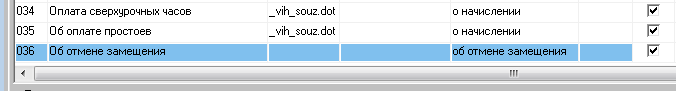 034 Оплата сверхурочных часов _vih_souz.dot о начислении
035 Об оплате простоев _vih_souz.dot о начислении
036 Об отмене замещения об отмене замещения